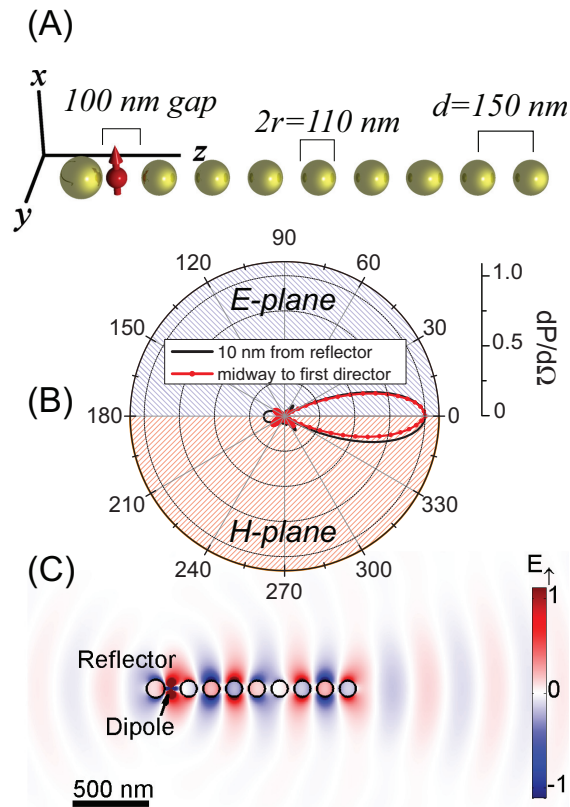 (A)
x
100 nm gap
2r=110 nm
d=150 nm
z
y
90
120
60
E-plane
150
30
10 nm from reflector
midway to first director
(B)
180
0
210
330
H-plane
240
300
270
1.0
0.5
0
dP/dΩ
(C)
E↑
1
0
-1
Reflector
Dipole
500 nm